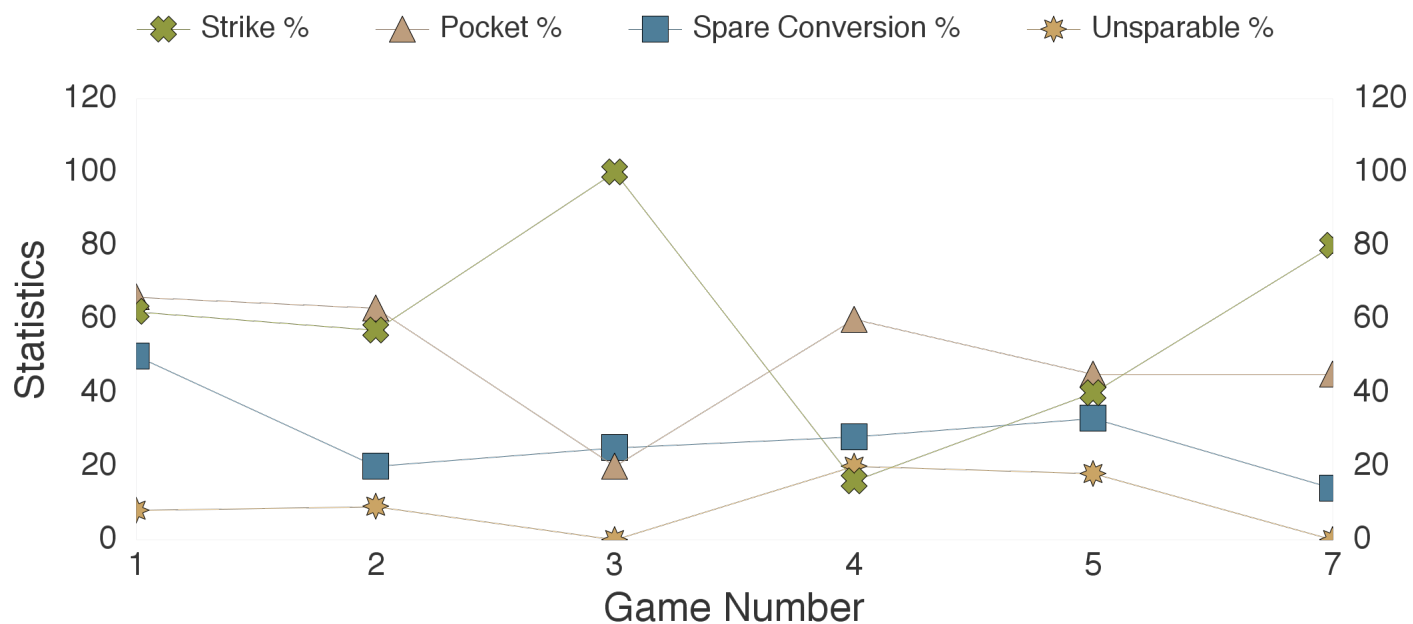 Strike % Pocket % Spare Conversion % Unsparable %
120 120
100 100
80 80
60 60
40 40
20 20
0 0
1 2 3 4 5 7
Statistics
Game Number